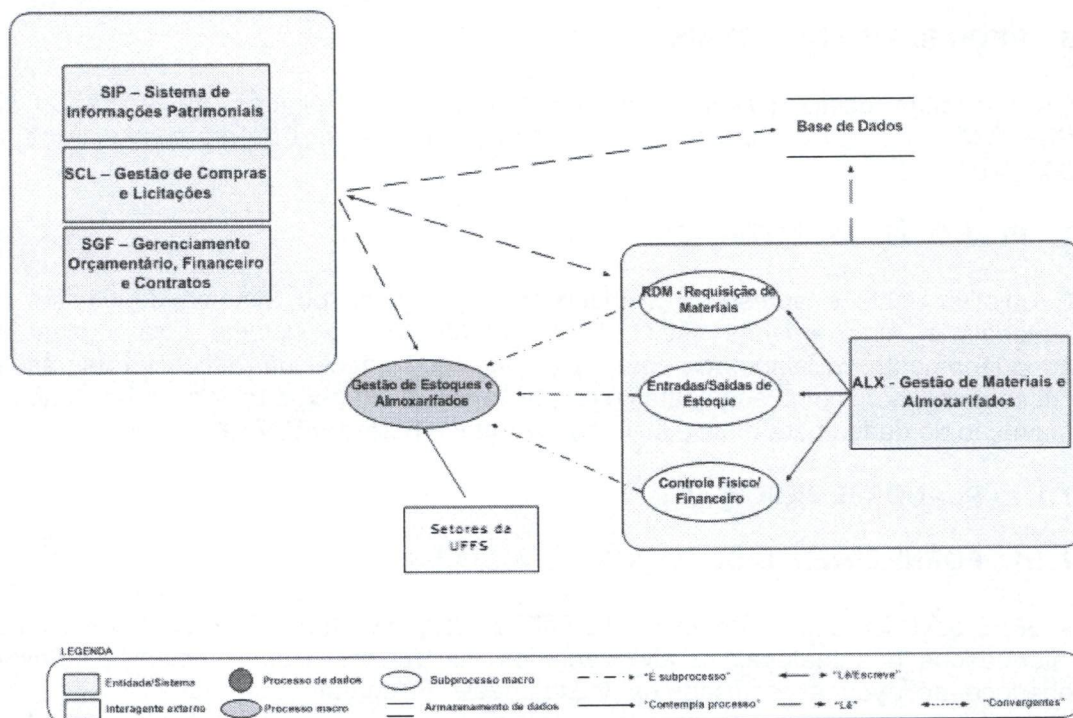 SIP – Sistema de
Informações Patrimoniais
SCL – Gestão de Compras
e Licitações
SGF – Gerenciamento
Orçamentário, Financeiro
e Contratos
Base de Dados
RDM - Requisição de
Materiais
Entradas/Saídas de
Estoque
Controle Físico/
Financeiro
ALX - Gestão de Materiais e
Almoxarifados
Gestão de Estoques e
Almoxarifados
Setores da
UFFS
LEGENDA
Entidade/Sistema
Processo de dados
Subprocesso macro
"É subprocesso"
"Lê/Escreve"
Interagente externo
Processo macro
Armazenamento de dados
"Contempla processo"
"Lê"
"Convergentes"